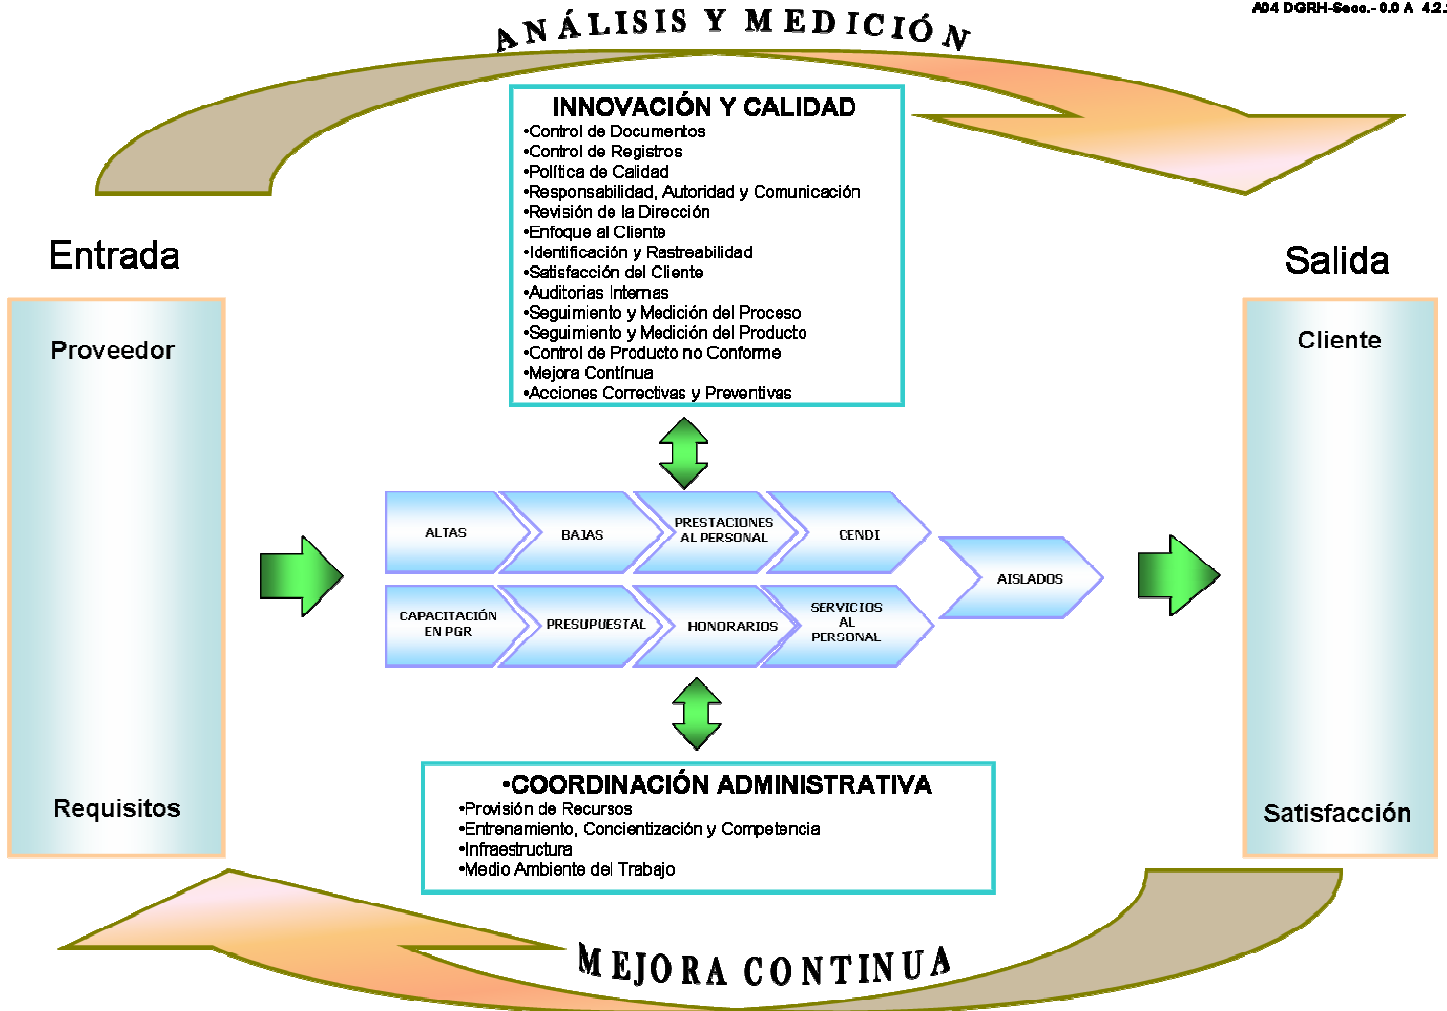 A04 DGRH-Secc.- 0.0 A 4.2.
ANÁLISIS Y MEDICIÓN
INNOVACIÓN Y CALIDAD
•Control de Documentos
•Control de Registros
•Política de Calidad
•Responsabilidad, Autoridad y Comunicación
•Revisión de la Dirección
•Enfoque al Cliente
•Identificación y Rastreabilidad
•Satisfacción del Cliente
•Auditorias Internas
•Seguimiento y Medición del Proceso
•Seguimiento y Medición del Producto
•Control de Producto no Conforme
•Mejora Contínua
•Acciones Correctivas y Preventivas
Entrada
Proveedor
Requisitos
ALTAS
BAJAS
PRESTACIONES
AL PERSONAL
CENDI
CAPACITACIÓN
EN PGR
PRESUPUESTAL
HONORARIOS
SERVICIOS
AL
PERSONAL
AISLADOS
Salida
Cliente
Satisfacción
•COORDINACIÓN ADMINISTRATIVA
•Provisión de Recursos
•Entrenamiento, Concientización y Competencia
•Infraestructura
•Medio Ambiente del Trabajo
MEJORA CONTINUA